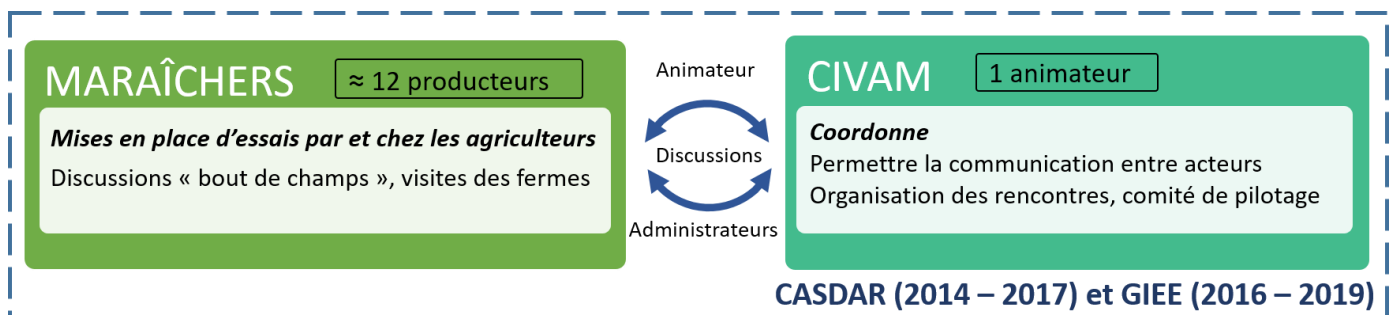 MARAÎCHERS
≈ 12 producteurs
Mises en place d’essais par et chez les agriculteurs
Discussions « bout de champs », visites des fermes
Animateur
Discussions
Administrateurs
CIVAM
1 animateur
Coordonne
Permettre la communication entre acteurs
Organisation des rencontres, comité de pilotage
CASDAR (2014 – 2017) et GIEE (2016 – 2019)